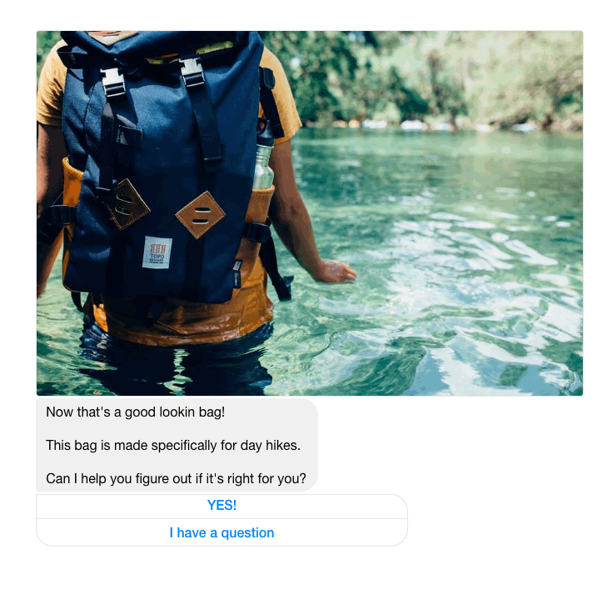 TOPO
DESIGNS
Now that's a good lookin bag!
This bag is made specifically for day hikes.
Can I help you figure out if it's right for you?
YES!
I have a question